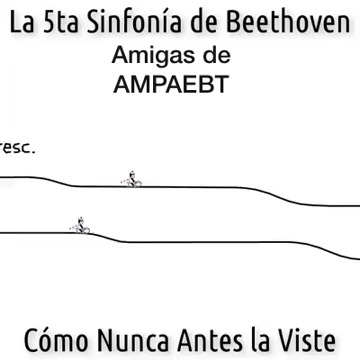 La 5ta Sinfonía de Beethoven
Amigas de
AMPAEBT
resc.
Cómo Nunca Antes la Viste